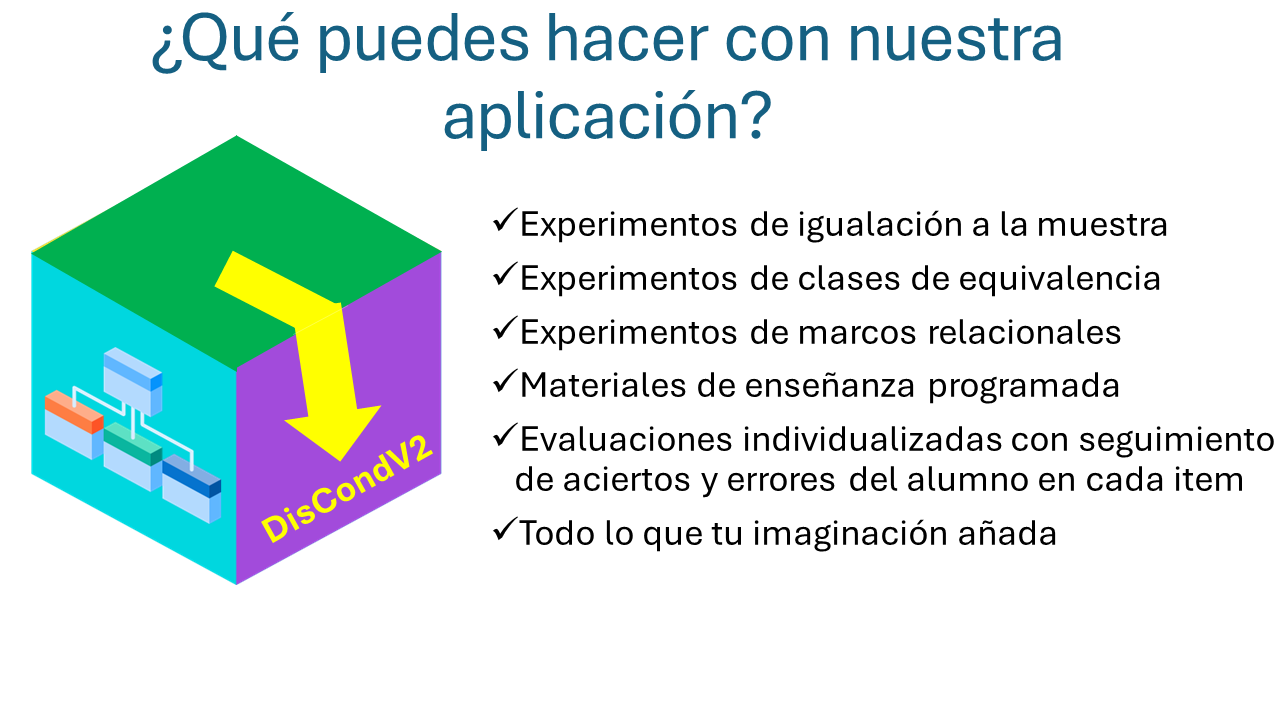 ¿Qué puedes hacer con nuestra
aplicación?
✓Experimentos de igualación a la muestra
✓Experimentos de clases de equivalencia
✓Experimentos de marcos relacionales
✓Materiales de enseñanza programada
✓Evaluaciones individualizadas con seguimiento
de aciertos y errores del alumno en cada item
✓Todo lo que tu imaginación añada
DisCondV2